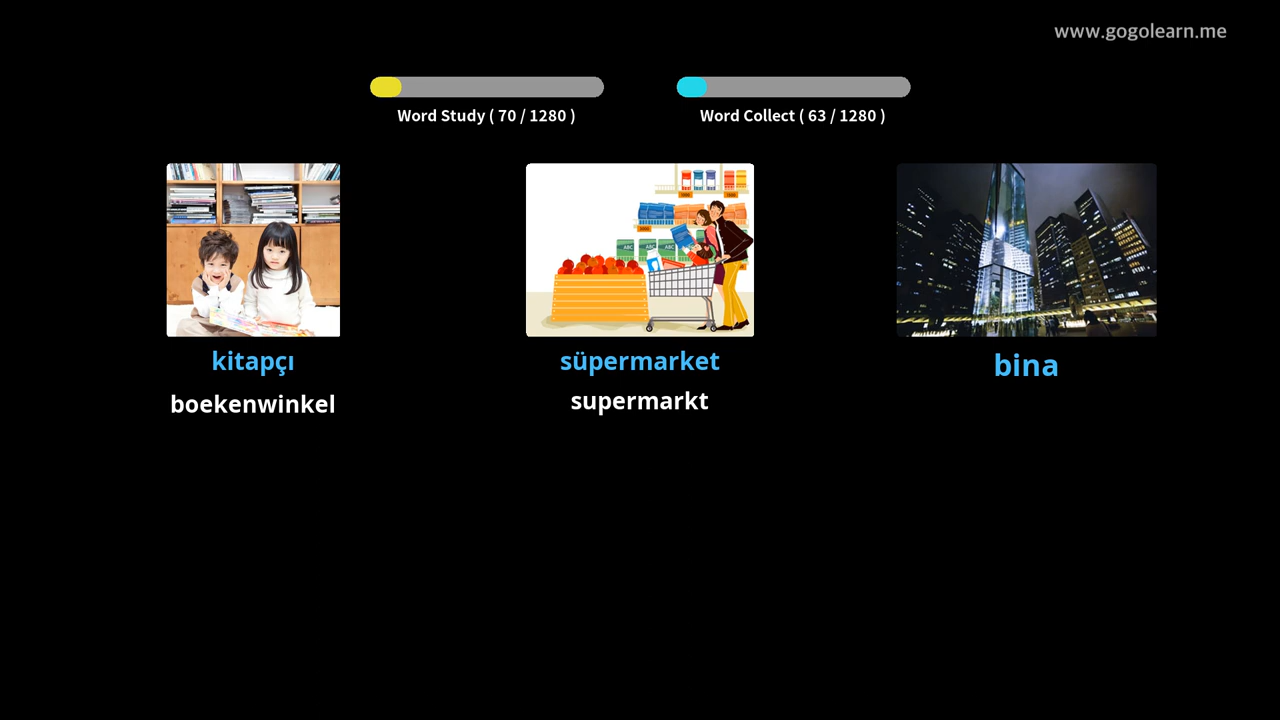 www.gogolearn.me
Word Study ( 70 / 1280 )
Word Collect ( 63 / 1280 )
kitapçı
süpermarket
bina
boekenwinkel
supermarkt